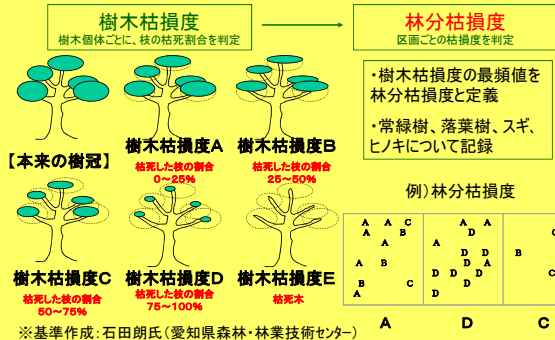 樹木枯損度
樹木個体ごとに、枝の枯死割合を判定
林分枯損度
区画ごとの枯損度を判定
・樹木枯損度の最頻値を
林分枯損度と定義
・常緑樹、落葉樹、スギ、
ヒノキについて記録
【本来の樹冠】
樹木枯損度A
枯死した枝の割合
0~25%
樹木枯損度B
枯死した枝の割合
25~50%
樹木枯損度C
枯死した枝の割合
50~75%
樹木枯損度D
枯死した枝の割合
75~100%
樹木枯損度E
枯死木
例)林分枯損度
A A C
A B
A
A B
B C
A
A A
D
A
D D
D A
D D D
D
C
B
C
A D C
※基準作成:石田朗氏(愛知県森林・林業技術センター)